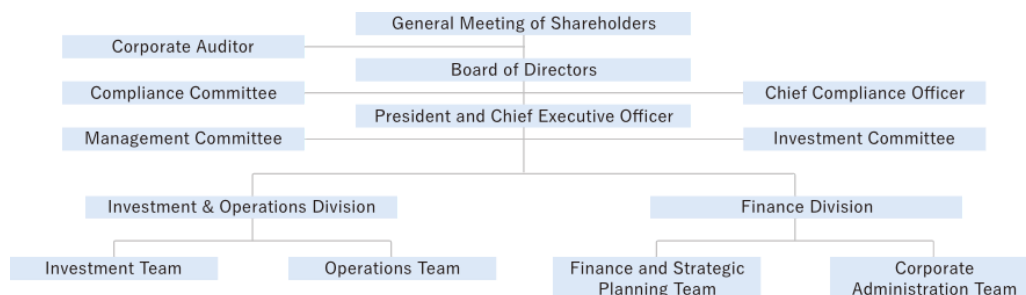 General Meeting of Shareholders
Corporate Auditor
Board of Directors
Compliance Committee
Chief Compliance Officer
President and Chief Executive Officer
Management Committee
Investment Committee
Investment & Operations Division
Finance Division
Investment Team
Operations Team
Finance and Strategic
Planning Team
Corporate
Administration Team